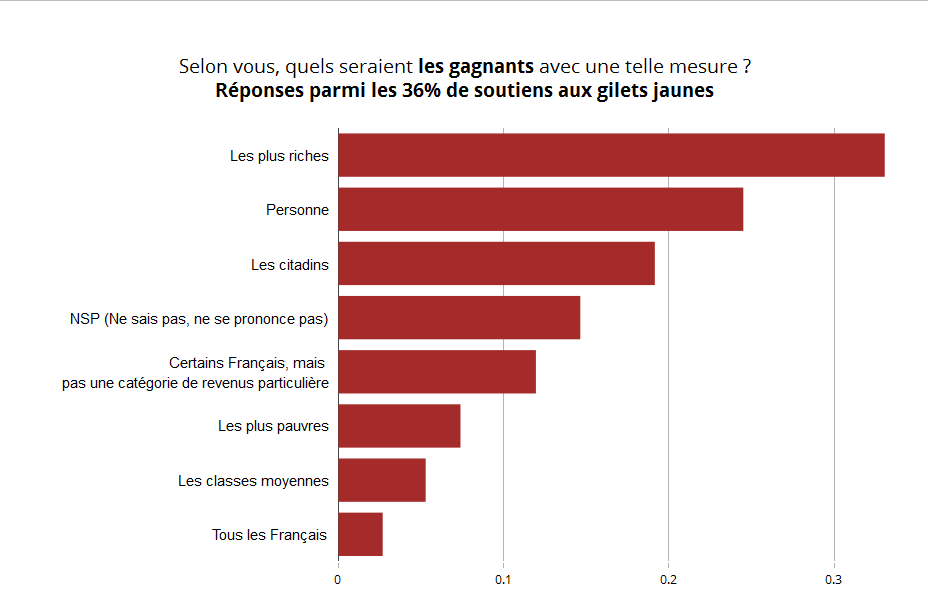 Selon vous, quels seraient les gagnants avec une telle mesure ?
Réponses parmi les 36% de soutiens aux gilets jaunes
Les plus riches
Personne
Les citadins
NSP (Ne sais pas, ne se prononce pas)
Certains Français, mais
pas une catégorie de revenus particulière
Les plus pauvres
Les classes moyennes
Tous les Français
0 0.1 0.2 0.3